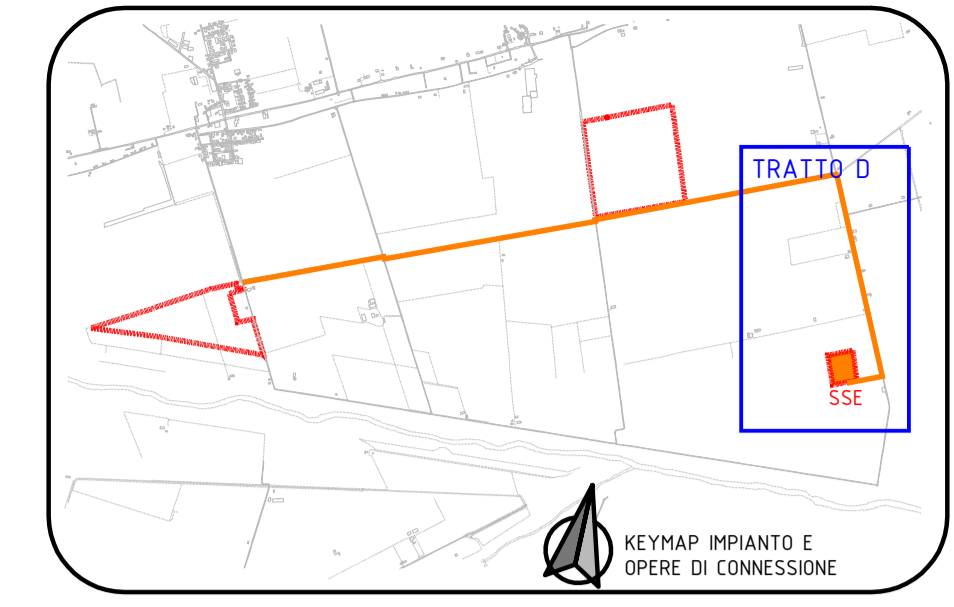 TRATTO D
SSE
KEYMAP IMPIANTO E
OPERE DI CONNESSIONE